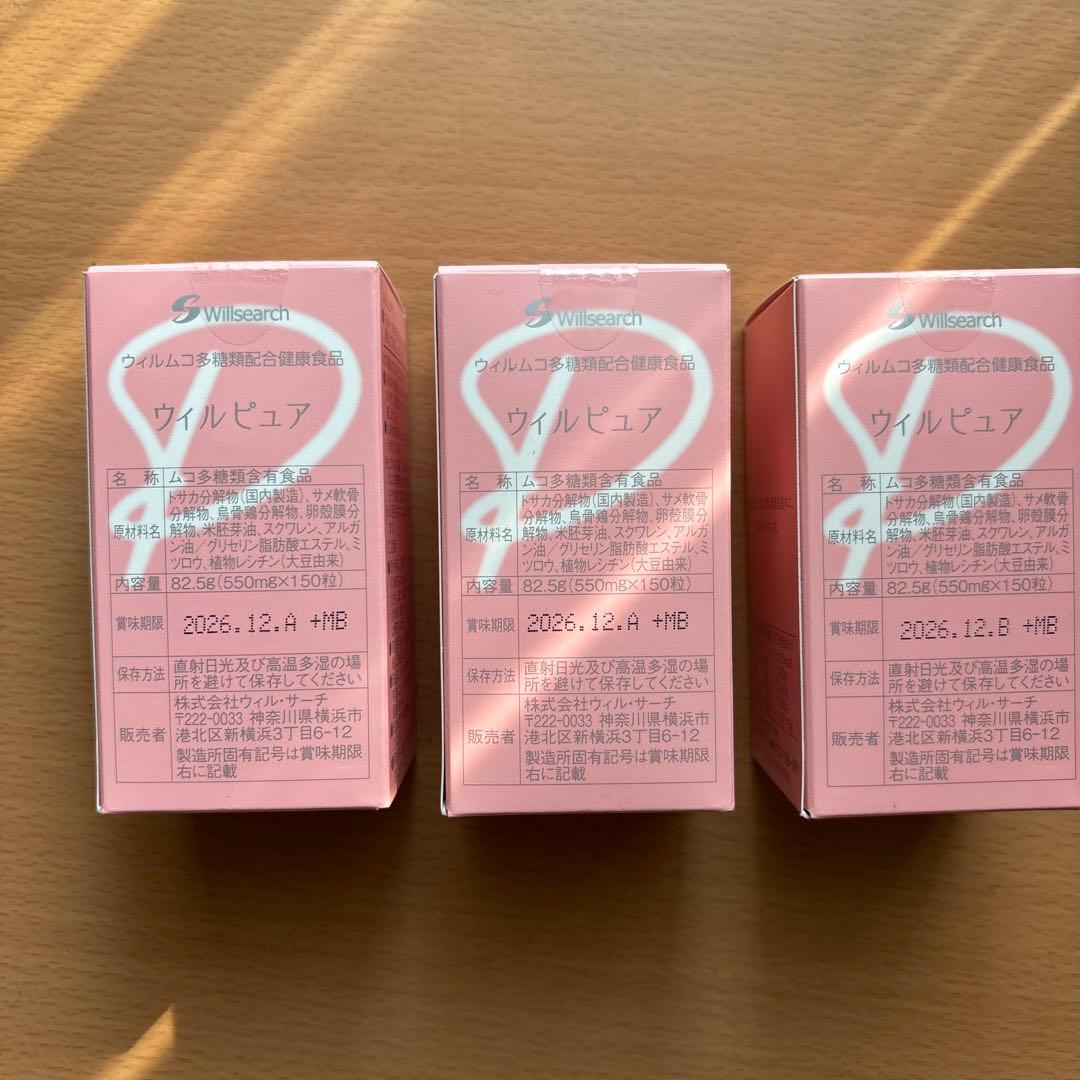 Willsearch
ウィルムコ多糖類配合健康食品
ウイルピュア
名 称 ムコ多糖類含有食品
原材料名 トサカ分解物(国内製造)、サメ軟骨
分解物、烏骨鶏分解物、卵殻膜分
解物、米胚芽油、スクワレン、アルガ
ン油/グリセリン脂肪酸エステル、ミ
ツロウ、植物レシチン(大豆由来)
内容量 82.5g(550mg×150粒)
賞味期限 2026.12.A +MB
保存方法 直射日光及び高温多湿の場
所を避けて保存してください
販売者 株式会社ウィル・サーチ
〒222-0033 神奈川県横浜市
港北区新横浜3丁目6-12
製造所固有記号は賞味期限
右に記載
Willsearch
ウィルムコ多糖類配合健康食品
ウイルピュア
名 称 ムコ多糖類含有食品
原材料名 トサカ分解物(国内製造)、サメ軟骨
分解物、烏骨鶏分解物、卵殻膜分
解物、米胚芽油、スクワレン、アルガ
ン油/グリセリン脂肪酸エステル、ミ
ツロウ、植物レシチン(大豆由来)
内容量 82.5g(550mg×150粒)
賞味期限 2026.12.A +MB
保存方法 直射日光及び高温多湿の場
所を避けて保存してください
販売者 株式会社ウィル・サーチ
〒222-0033 神奈川県横浜市
港北区新横浜3丁目6-12
製造所固有記号は賞味期限
右に記載
Willsearch
ウィルムコ多糖類配合健康食品
ウイルピュア
名 称 ムコ多糖類含有食品
原材料名 トサカ分解物(国内製造)、サメ軟骨
分解物、烏骨鶏分解物、卵殻膜分
解物、米胚芽油、スクワレン、アルガ
ン油/グリセリン脂肪酸エステル、ミ
ツロウ、植物レシチン(大豆由来)
内容量 82.5g(550mg×150粒)
賞味期限 2026.12.B +MB
保存方法 直射日光及び高温多湿の場
所を避けて保存してください
販売者 株式会社ウィル・サーチ
〒222-0033 神奈川県横浜市
港北区新横浜3丁目6-12
製造所固有記号は賞味期限
右に記載